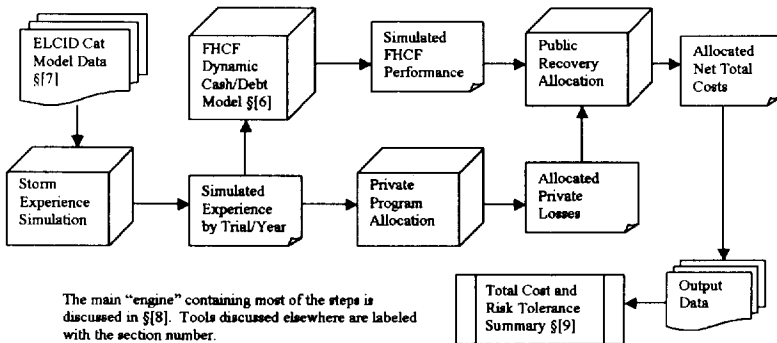 ELCID Cat
Model Data
§[7]
FHCF
Dynamic
Cash/Debt
Model §[6]
Simulated
FHCF
Performance
Public
Recovery
Allocation
Allocated
Net Total
Costs
Storm
Experience
Simulation
Simulated
Experience
by Trial/Year
Private
Program
Allocation
Allocated
Private
Losses
The main “engine” containing most of the steps is
discussed in §[8]. Tools discussed elsewhere are labeled
with the section number.
Total Cost and
Risk Tolerance
Summary §[9]
Output
Data